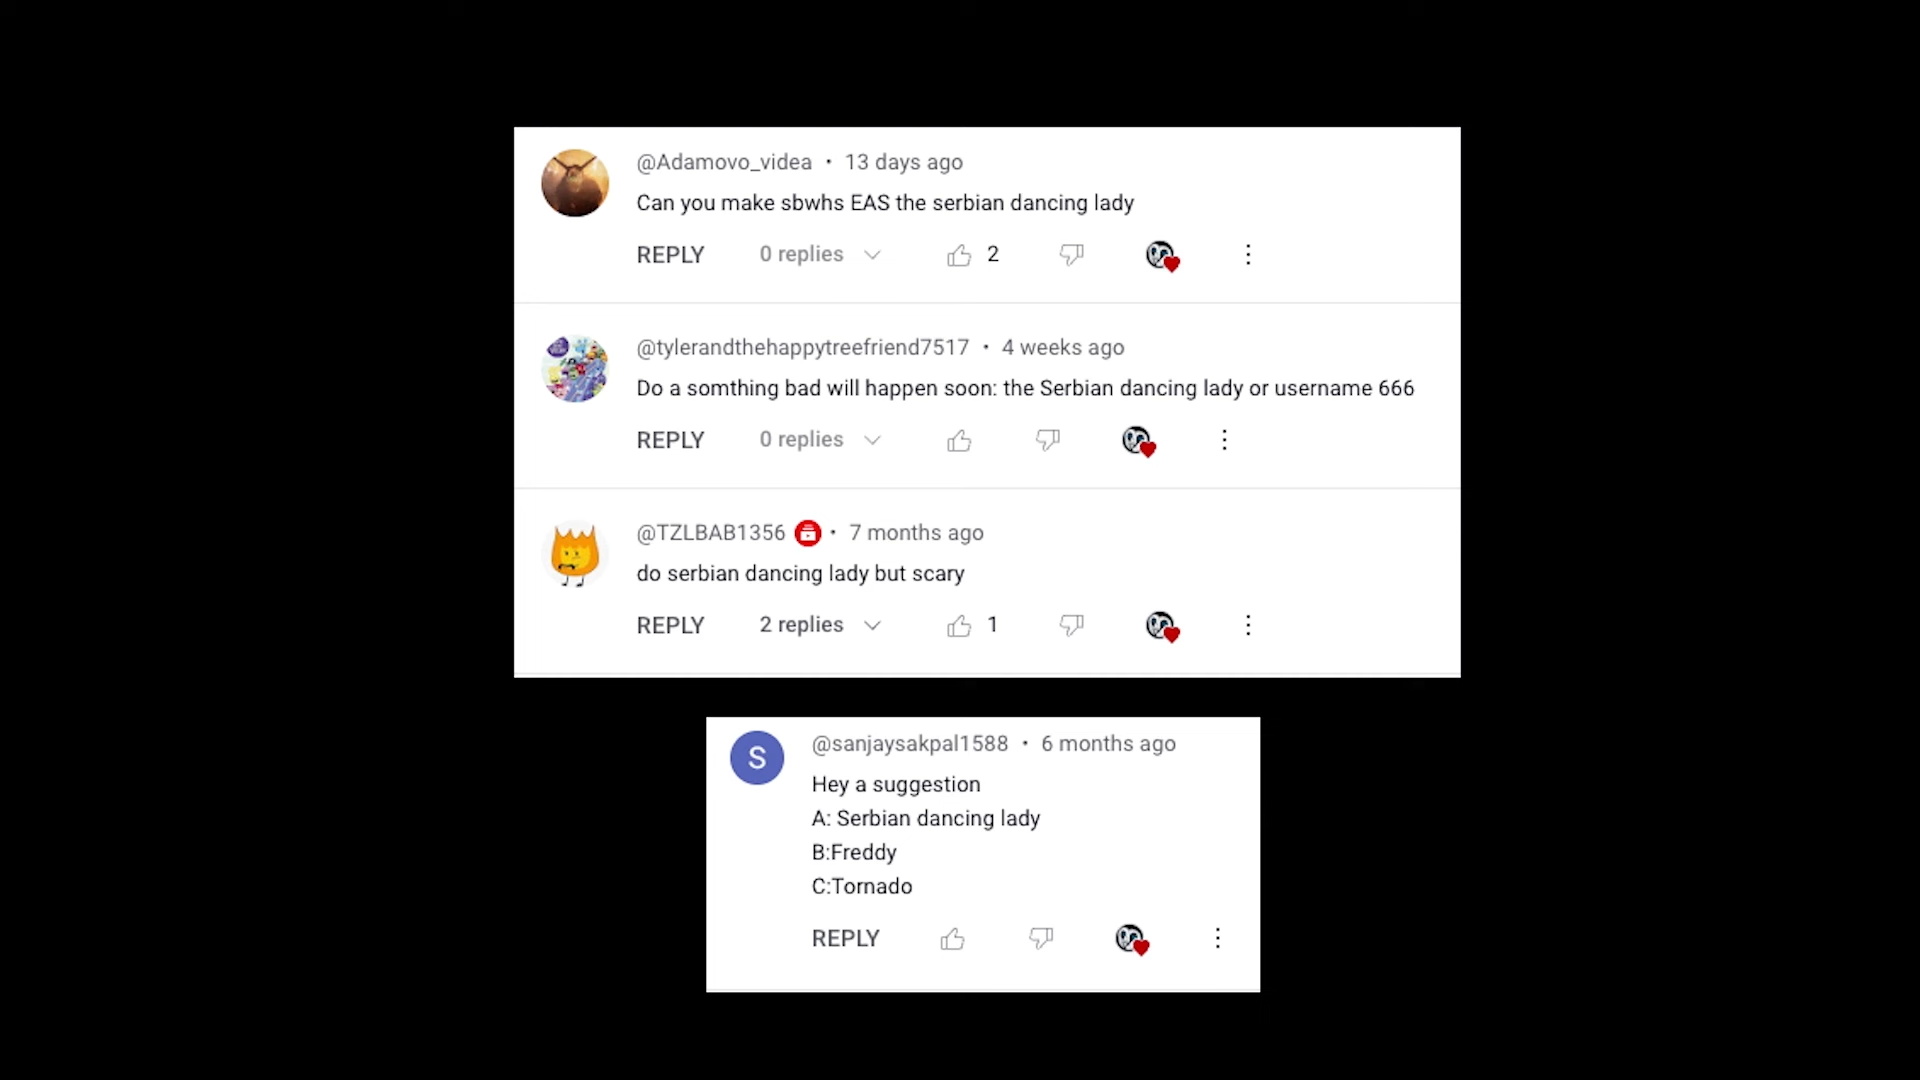 @Adamovo_videa • 13 days ago
Can you make sbwhs EAS the serbian dancing lady
REPLY 0 replies 2
@tylerandthehappytreefriend7517 • 4 weeks ago
Do a somthing bad will happen soon: the Serbian dancing lady or username 666
REPLY 0 replies
@TZLBAB1356 • 7 months ago
do serbian dancing lady but scary
REPLY 2 replies 1
S
@sanjaysakpal1588 • 6 months ago
Hey a suggestion
A: Serbian dancing lady
B:Freddy
C:Tornado
REPLY